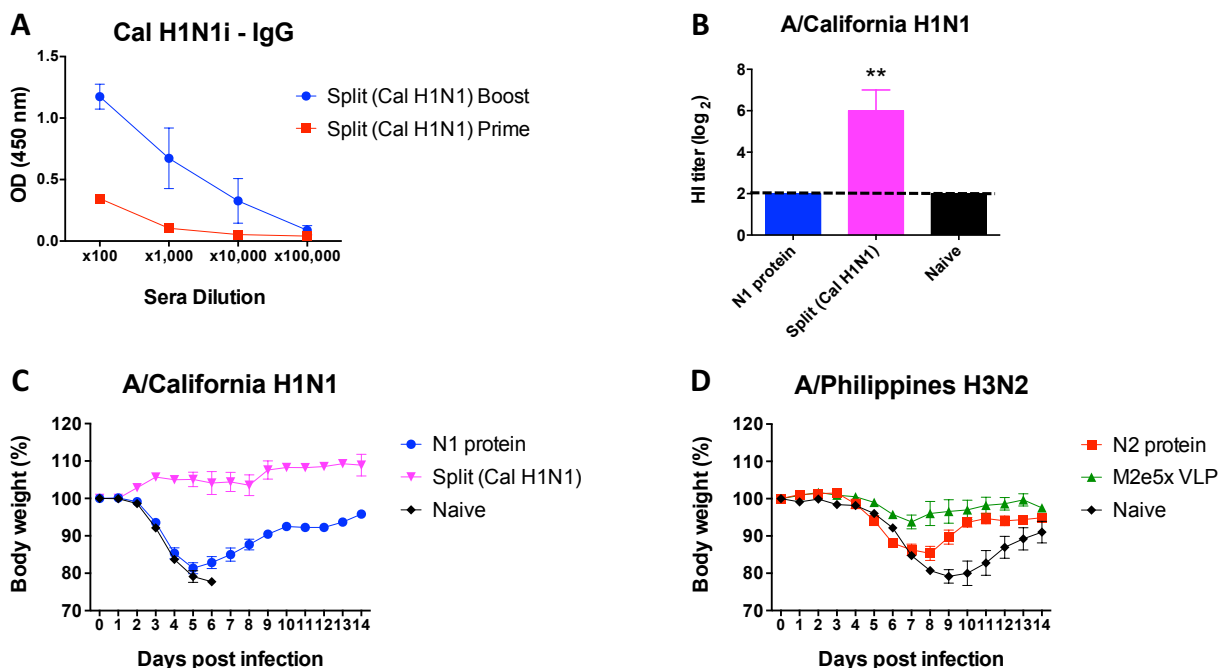 A
Cal H1N1i - IgG
OD (450 nm)
1.5
1.0
0.5
0.0
x100 x1,000 x10,000 x100,000
Sera Dilution
Split (Cal H1N1) Boost
Split (Cal H1N1) Prime
B
A/California H1N1
HI titer (log 2)
8
6
4
2
0
**
N1 protein
Split (Cal H1N1)
Naive
C
A/California H1N1
Body weight (%)
120
110
100
90
80
70
0 1 2 3 4 5 6 7 8 9 10 11 12 13 14
Days post infection
N1 protein
Split (Cal H1N1)
Naive
D
A/Philippines H3N2
Body weight (%)
120
110
100
90
80
70
0 1 2 3 4 5 6 7 8 9 10 11 12 13 14
Days post infection
N2 protein
M2e5x VLP
Naive